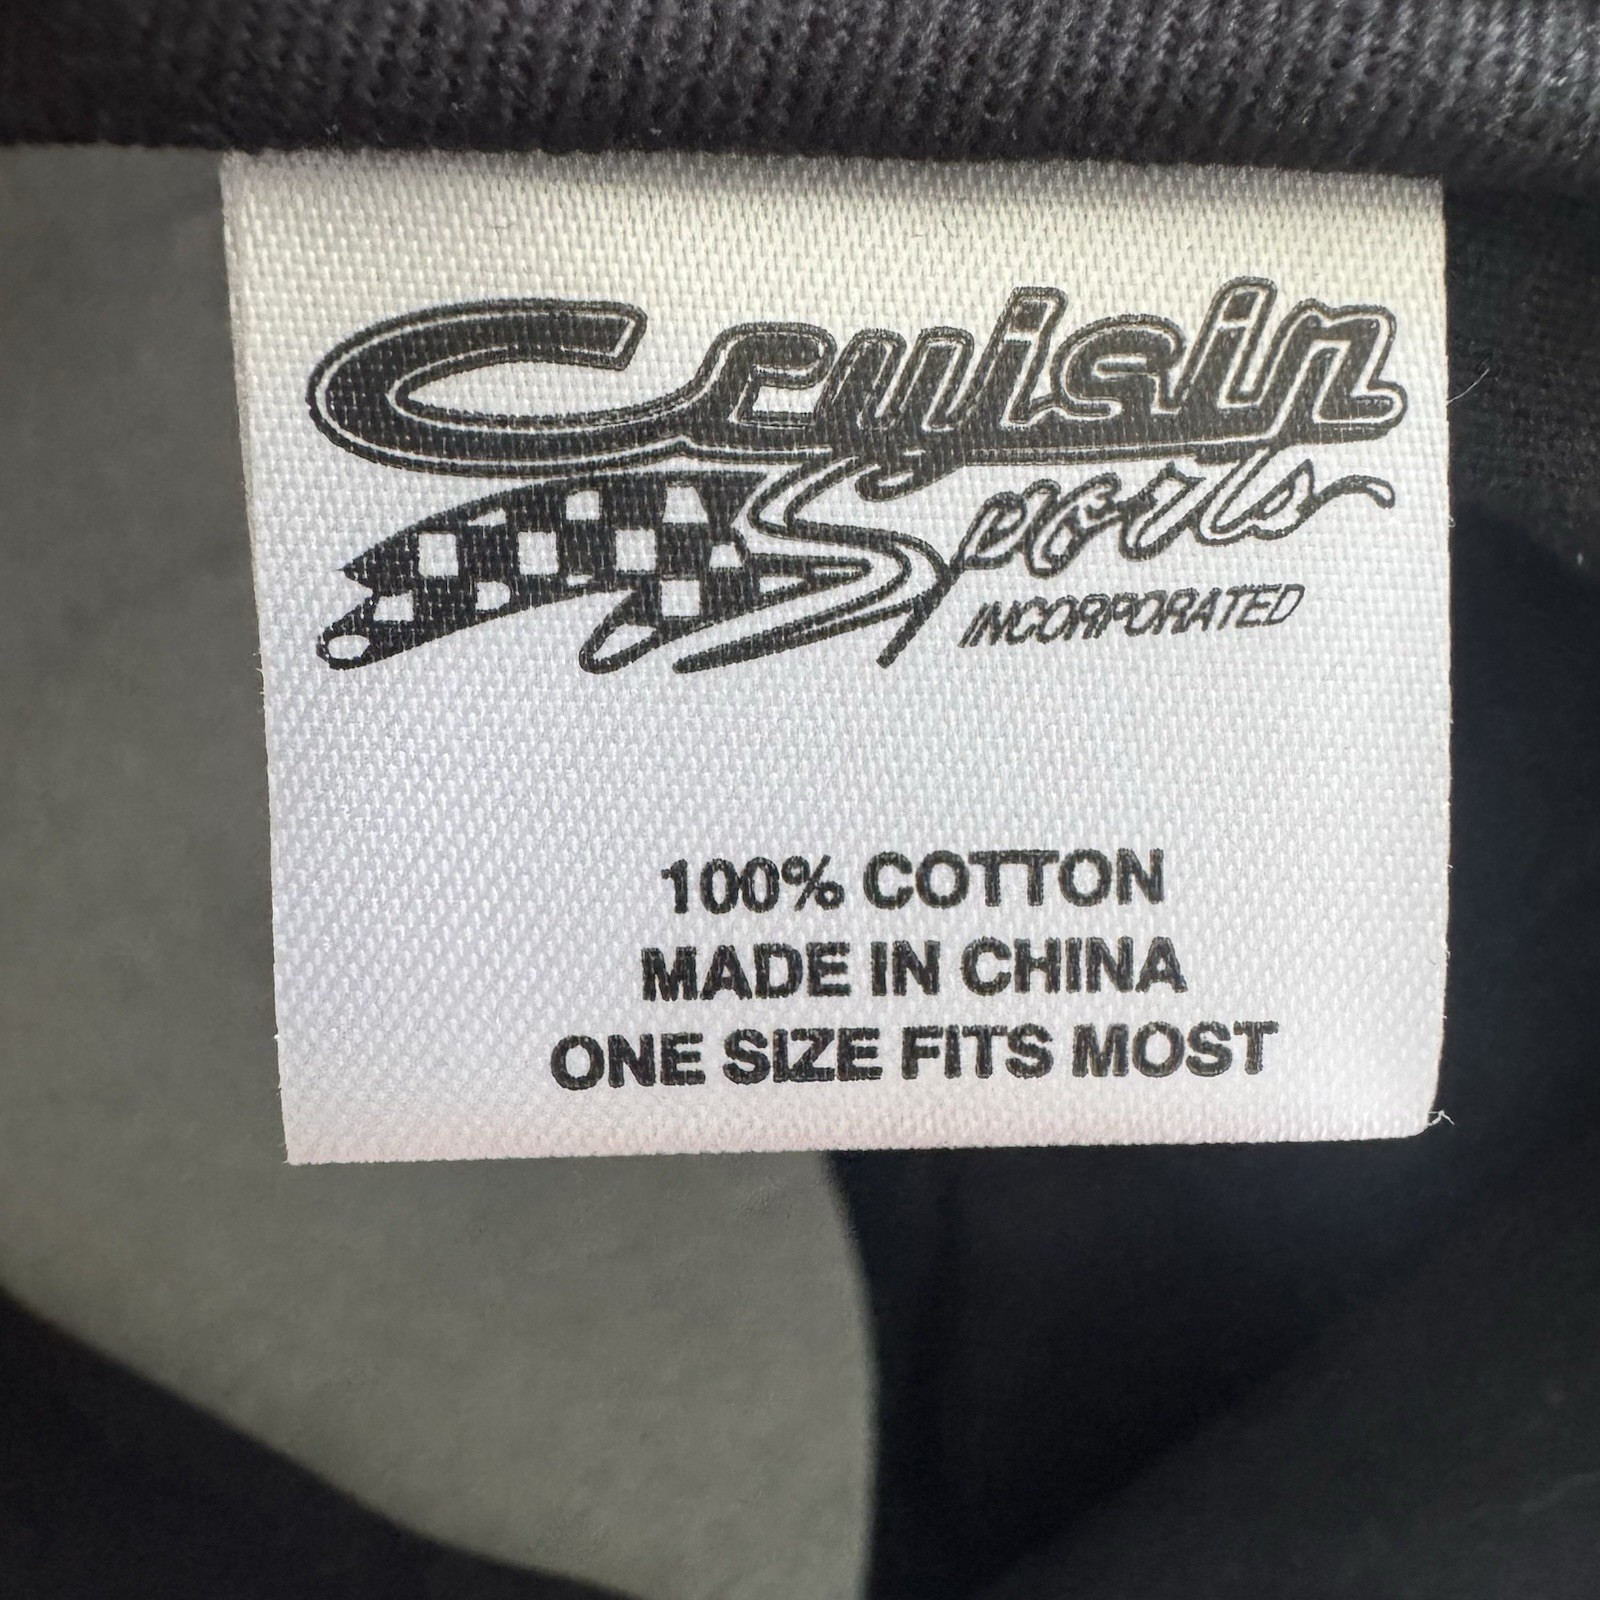 Cruisin
Sports
INCORPORATED
100% COTTON
MADE IN CHINA
ONE SIZE FITS MOST